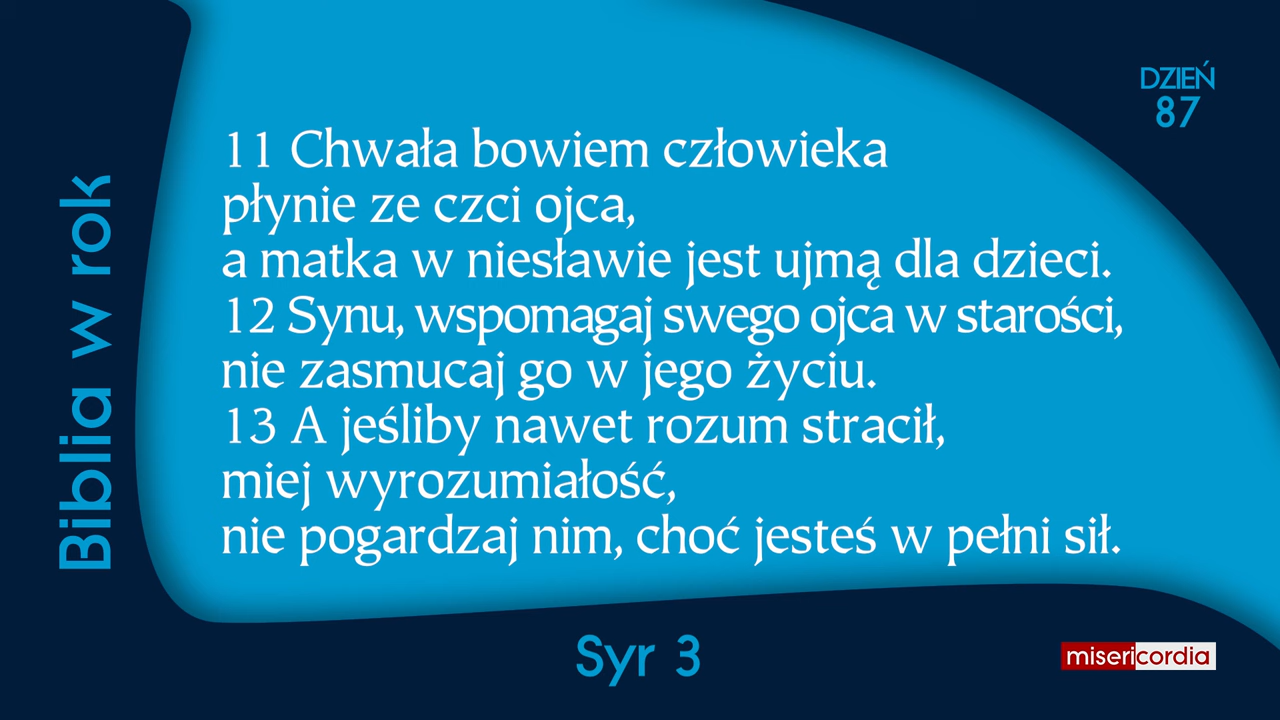 DZIEŃ
87
Biblia w rok
11 Chwała bowiem człowieka
płynie ze czci ojca,
a matka w niesławie jest ujmą dla dzieci.
12 Synu, wspomagaj swego ojca w starości,
nie zasmucaj go w jego życiu.
13 A jeśliby nawet rozum stracił,
miej wyrozumiałość,
nie pogardzaj nim, choć jesteś w pełni sił.
Syr 3
misericordia